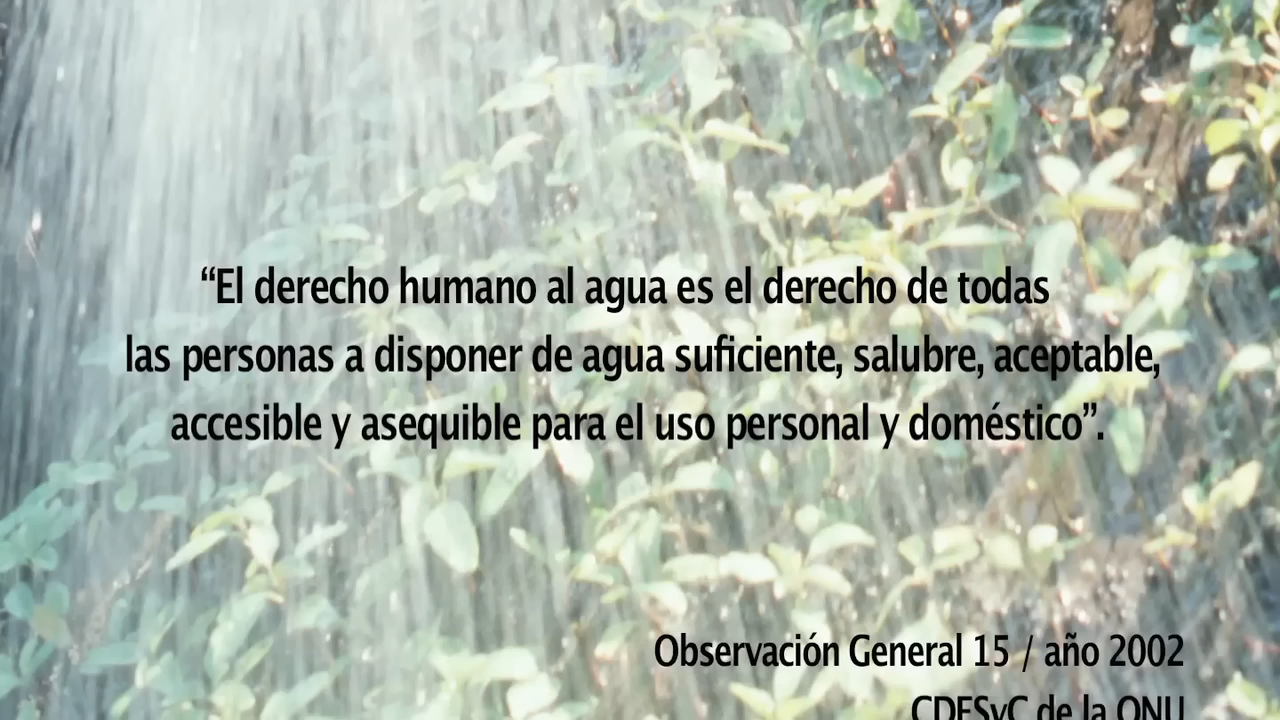 “El derecho humano al agua es el derecho de todas
las personas a disponer de agua suficiente, salubre, aceptable,
accesible y asequible para el uso personal y doméstico”.
Observación General 15 / año 2002
CDESyC de la ONU